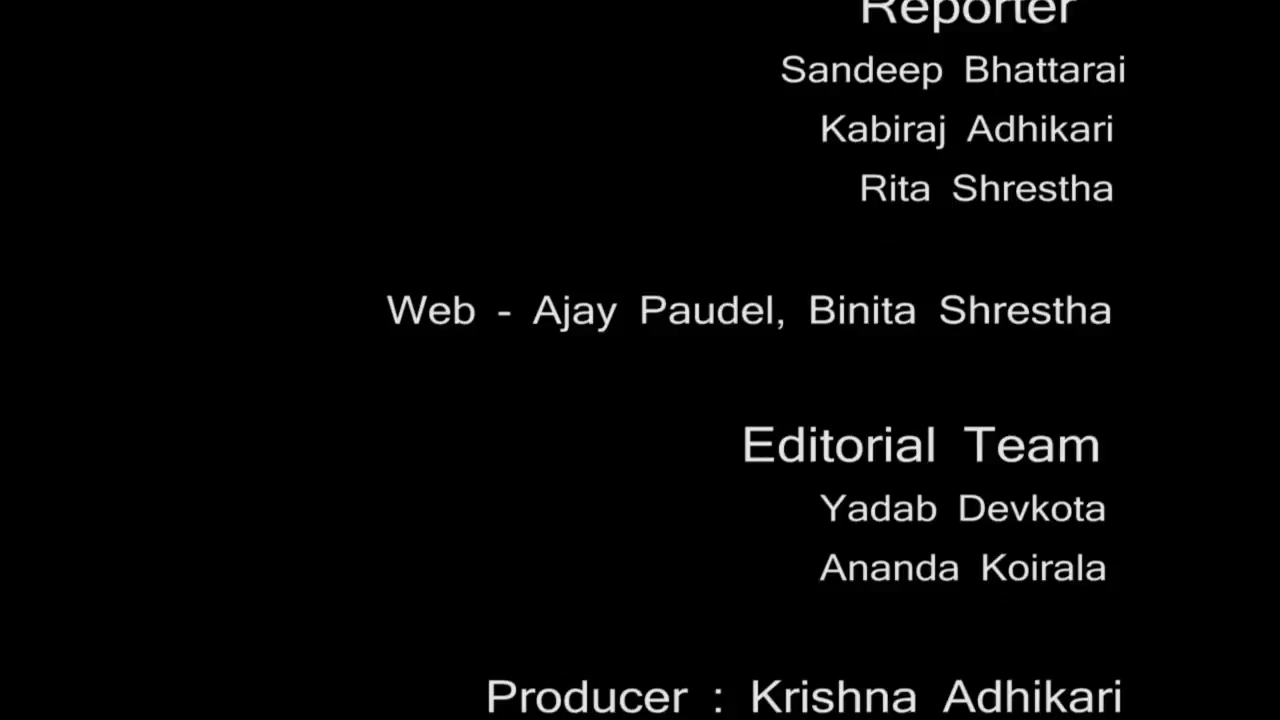 Reporter
Sandeep Bhattarai
Kabiraj Adhikari
Rita Shrestha
Web - Ajay Paudel, Binita Shrestha
Editorial Team
Yadab Devkota
Ananda Koirala
Producer : Krishna Adhikari